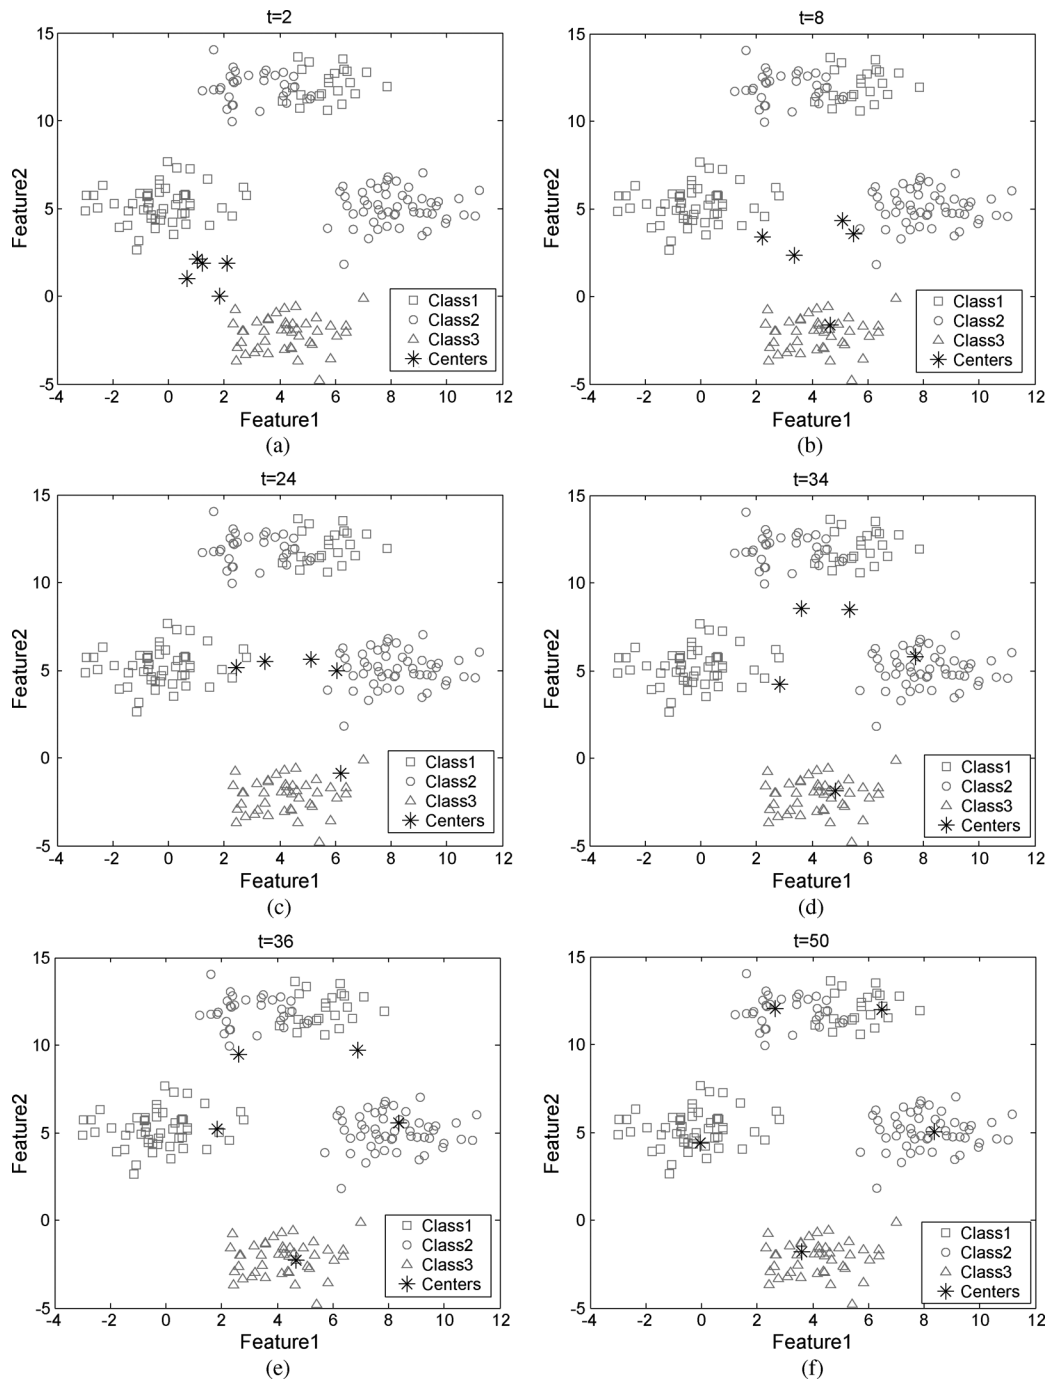 t=2
15
10
5
0
-5
-4
-2
0
2
4
6
8
10
12
Feature2
Feature1
Class1
Class2
Class3
Centers
(a)
t=8
15
10
5
0
-5
-4
-2
0
2
4
6
8
10
12
Feature2
Feature1
Class1
Class2
Class3
Centers
(b)
t=24
15
10
5
0
-5
-4
-2
0
2
4
6
8
10
12
Feature2
Feature1
Class1
Class2
Class3
Centers
(c)
t=34
15
10
5
0
-5
-4
-2
0
2
4
6
8
10
12
Feature2
Feature1
Class1
Class2
Class3
Centers
(d)
t=36
15
10
5
0
-5
-4
-2
0
2
4
6
8
10
12
Feature2
Feature1
Class1
Class2
Class3
Centers
(e)
t=50
15
10
5
0
-5
-4
-2
0
2
4
6
8
10
12
Feature2
Feature1
Class1
Class2
Class3
Centers
(f)